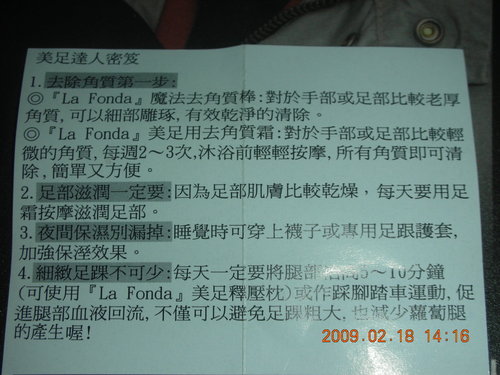 美足達人密笈
1. 去除角質第一步:
◎『La Fonda』魔法去角質棒:對於手部或足部比較老厚
角質,可以細部雕琢,有效乾淨的清除。
◎『La Fonda』美足用去角質霜:對於手部或足部比較輕
微的角質,每週2～3次,沐浴前輕輕按摩,所有角質即可清
除,簡單又方便。
2. 足部滋潤一定要:因為足部肌膚比較乾燥,每天要用足
霜按摩滋潤足部。
3. 夜間保濕別漏掉:睡覺時可穿上襪子或專用足跟護套,
加強保溼效果。
4. 細緻足踝不可少:每天一定要將腿部抬高5～10分鐘
(可使用『La Fonda』美足釋壓枕)或作踩腳踏車運動,促
進腿部血液回流,不僅可以避免足踝粗大,也減少蘿蔔腿
的產生喔!
2009.02.18 14:16